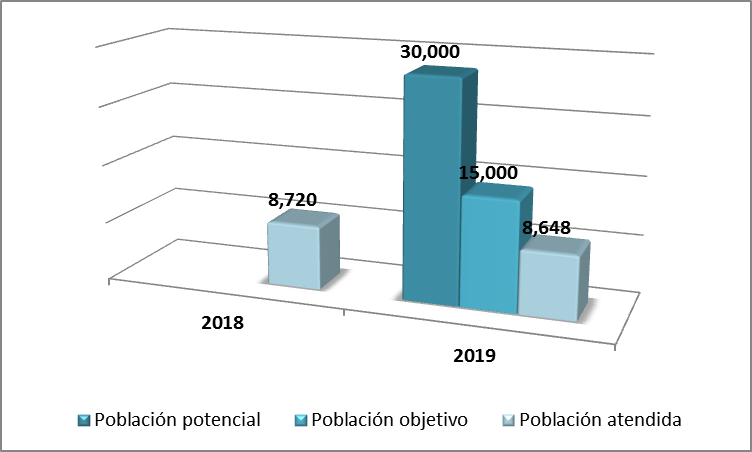 30,000
15,000
8,720
8,648
2018
2019
Población potencial
Población objetivo
Población atendida